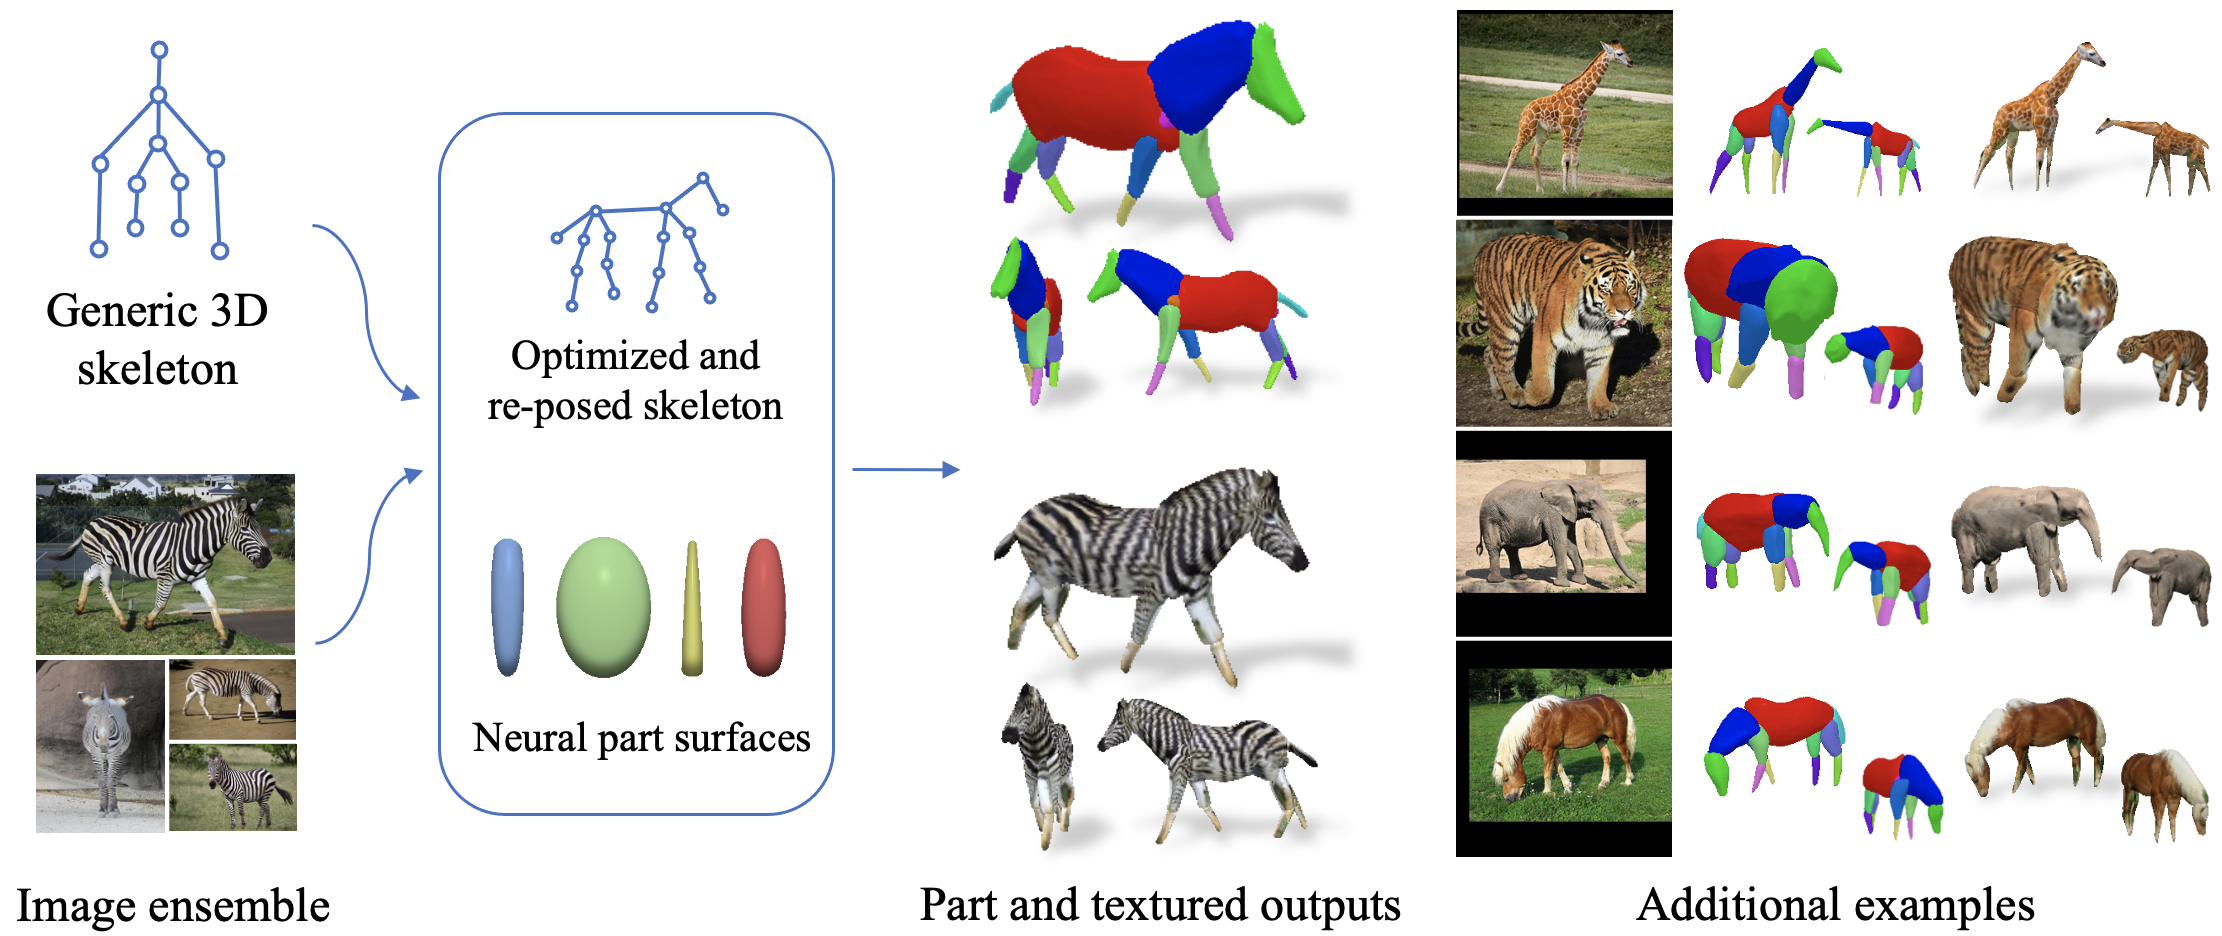 Generic 3D
skeleton
Optimized and
re-posed skeleton
Neural part surfaces
Image ensemble
Part and textured outputs
Additional examples